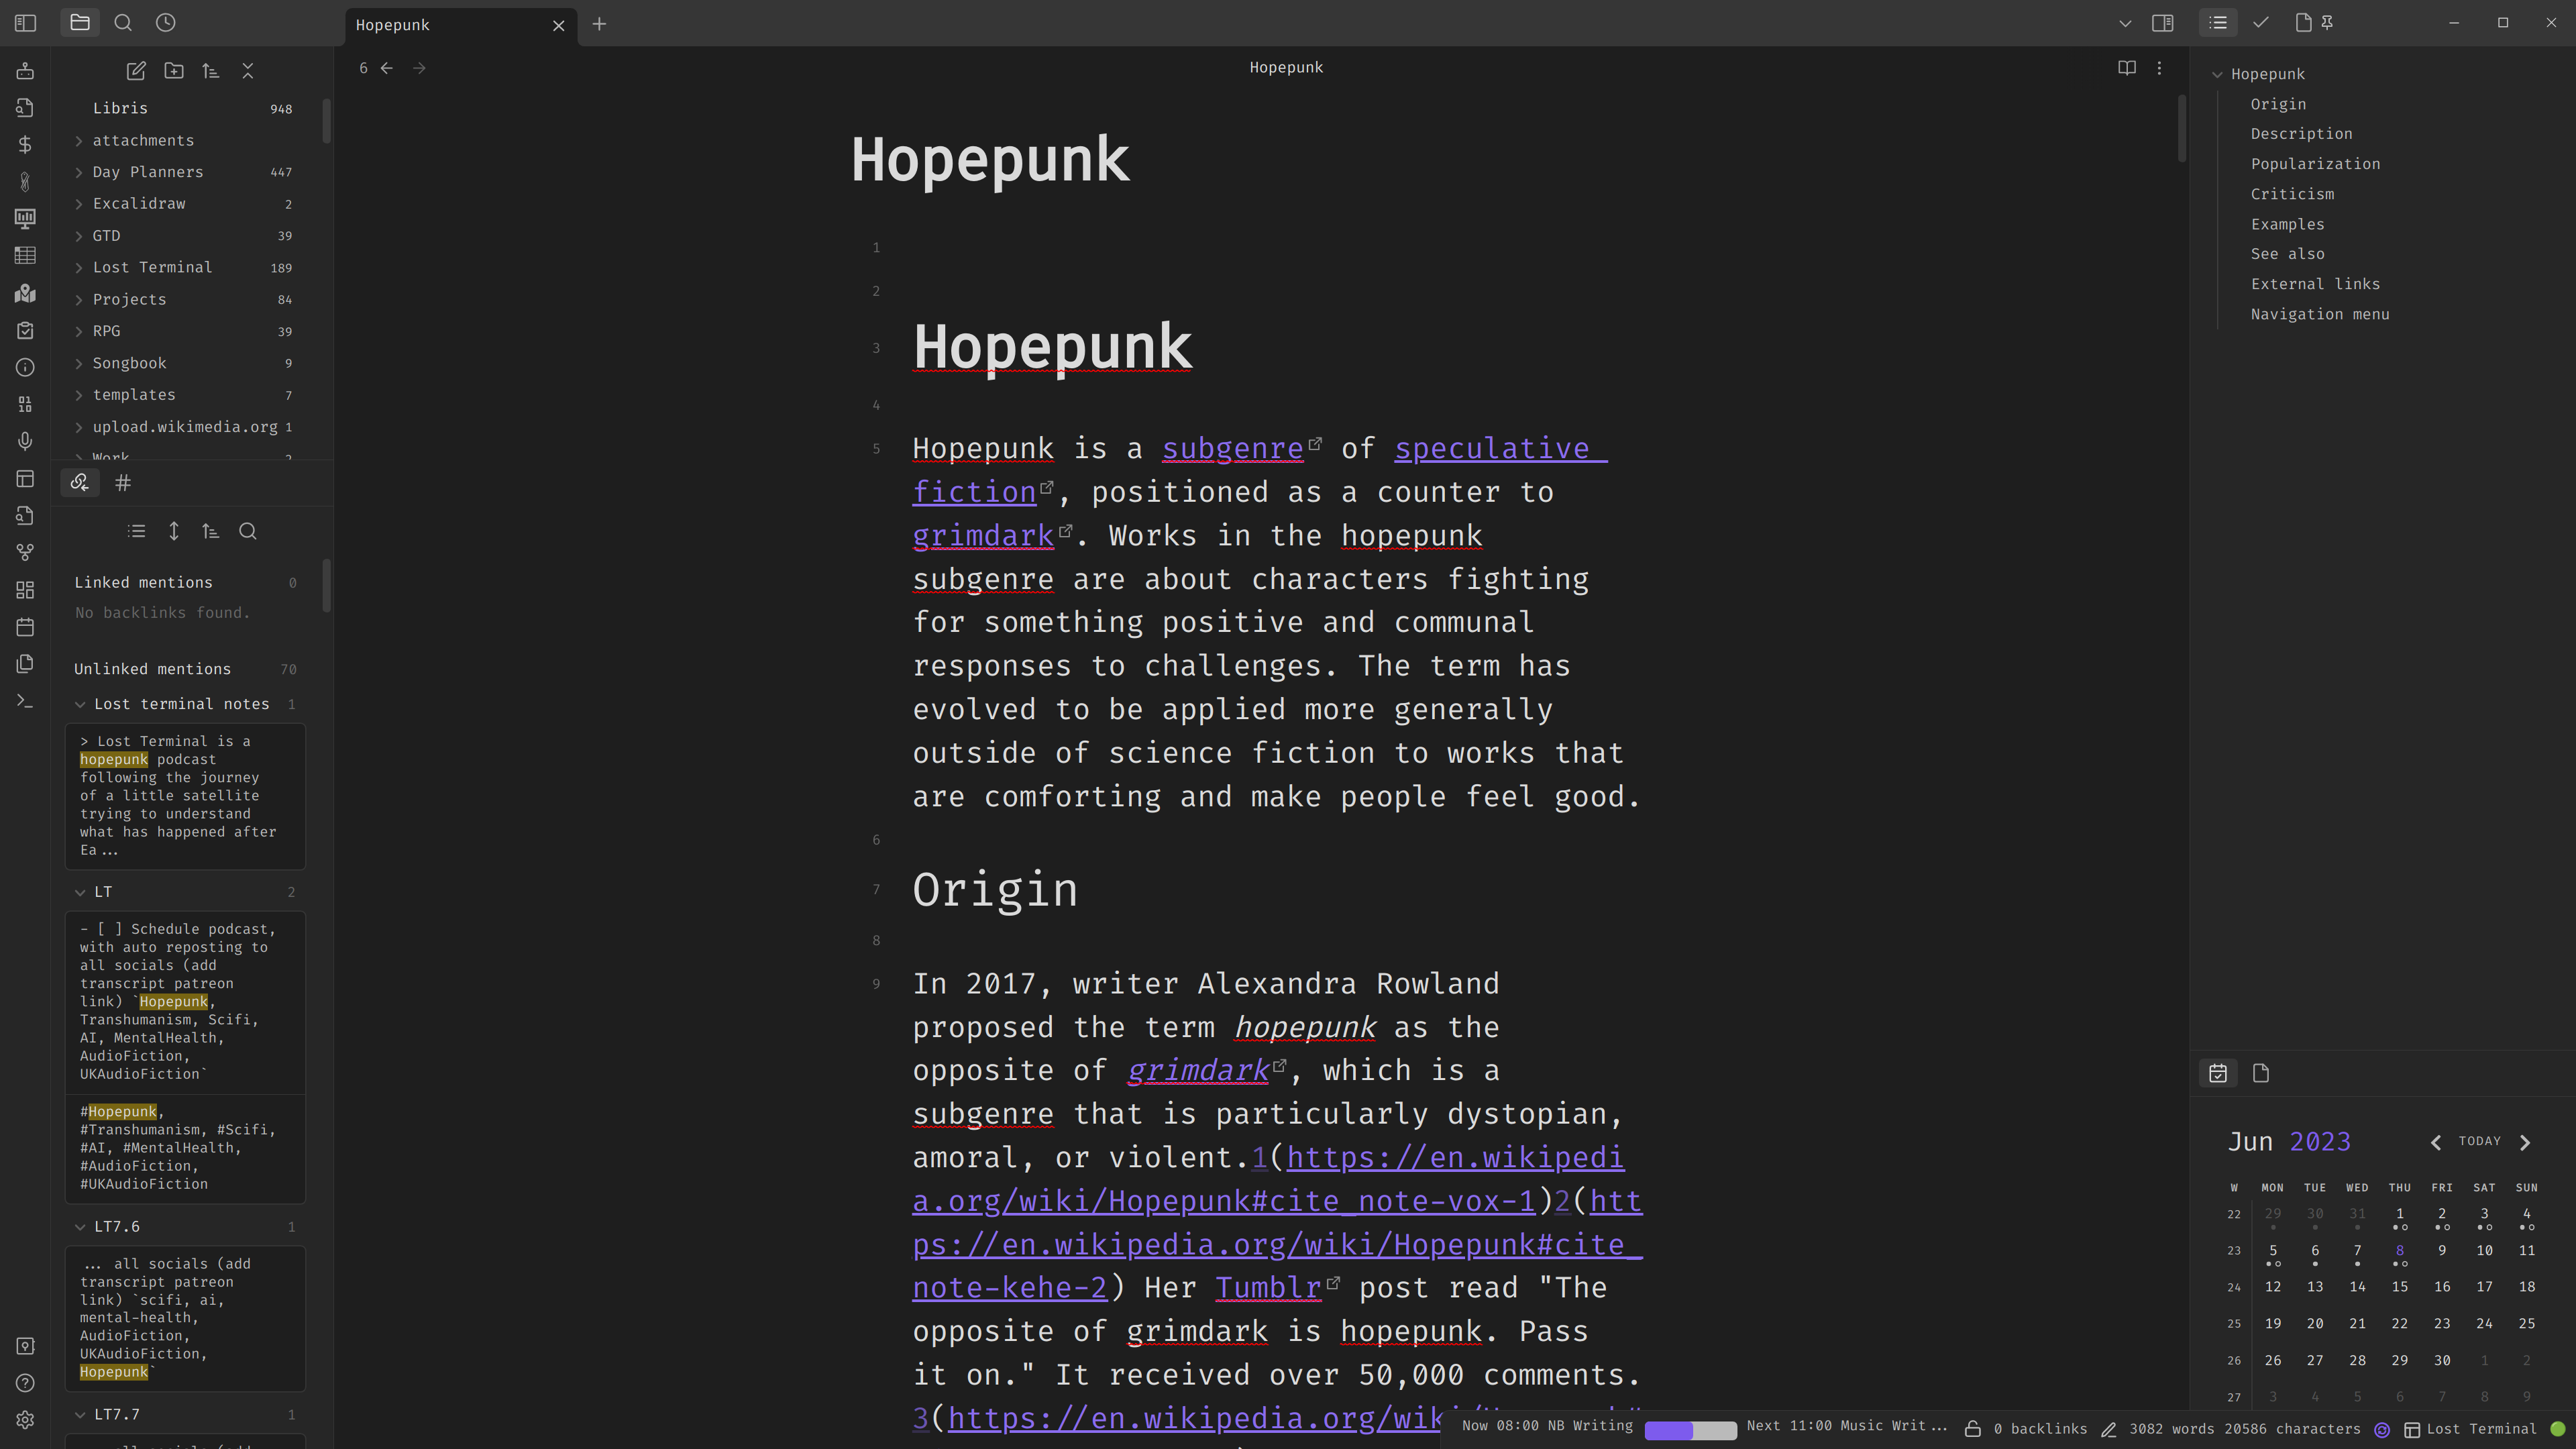 Hopepunk
6
Hopepunk
Libris 948
attachments
Day Planners 447
Excalidraw 2
GTD 39
Lost Terminal 189
Projects 84
RPG 39
Songbook 9
templates 7
upload.wikimedia.org 1
Work 2
Linked mentions 0
No backlinks found.
Unlinked mentions 70
Lost terminal notes 1
> Lost Terminal is a
hopepunk podcast
following the journey
of a little satellite
trying to understand
what has happened after
Ea...
LT 2
- [ ] Schedule podcast,
with auto reposting to
all socials (add
transcript patreon
link) `Hopepunk,
Transhumanism, Scifi,
AI, MentalHealth,
AudioFiction,
UKAudioFiction`
#Hopepunk,
#Transhumanism, #Scifi,
#AI, #MentalHealth,
#AudioFiction,
#UKAudioFiction
LT7.6 1
... all socials (add
transcript patreon
link) `scifi, ai,
mental-health,
AudioFiction,
UKAudioFiction,
Hopepunk`
LT7.7 1
Hopepunk
1
2
3 Hopepunk
4
5 Hopepunk is a subgenre of speculative
fiction, positioned as a counter to
grimdark. Works in the hopepunk
subgenre are about characters fighting
for something positive and communal
responses to challenges. The term has
evolved to be applied more generally
outside of science fiction to works that
are comforting and make people feel good.
6
7 Origin
8
9 In 2017, writer Alexandra Rowland
proposed the term hopepunk as the
opposite of grimdark, which is a
subgenre that is particularly dystopian,
amoral, or violent.1(https://en.wikipedi
a.org/wiki/Hopepunk#cite_note-vox-1)2(htt
ps://en.wikipedia.org/wiki/Hopepunk#cite_
note-kehe-2) Her Tumblr post read "The
opposite of grimdark is hopepunk. Pass
it on." It received over 50,000 comments.
3(https://en.wikipedia.org/wik
Hopepunk
Origin
Description
Popularization
Criticism
Examples
See also
External links
Navigation menu
Jun 2023 TODAY
W MON TUE WED THU FRI SAT SUN
22 29 30 31 1 2 3 4
23 5 6 7 8 9 10 11
24 12 13 14 15 16 17 18
25 19 20 21 22 23 24 25
26 26 27 28 29 30 1 2
27 3 4 5 6 7 8 9
Now 08:00 NB Writing Next 11:00 Music Writ... 0 backlinks 3082 words 20586 characters Lost Terminal